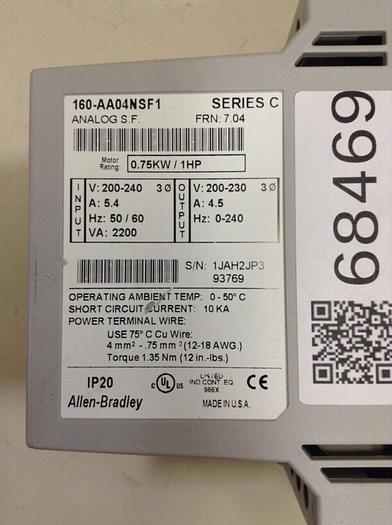 160-AA04NSF1 SERIES C
ANALOG S.F. FRN: 7.04
Motor Rating: 0.75KW / 1HP
INPUT
V: 200-240 3Ø
A: 5.4
Hz: 50 / 60
VA: 2200
OUTPUT
V: 200-230 3Ø
A: 4.5
Hz: 0-240
S/N: 1JAH2JP3
93769
OPERATING AMBIENT TEMP: 0 - 50° C
SHORT CIRCUIT CURRENT: 10 KA
POWER TERMINAL WIRE:
USE 75° C Cu Wire:
4 mm² - .75 mm² (12-18 AWG.)
Torque 1.35 Nm (12 in.-lbs.)
IP20
C UL US
LISTED
IND CONT. EQ.
966X
CE
Allen-Bradley MADE IN U.S.A.
68469